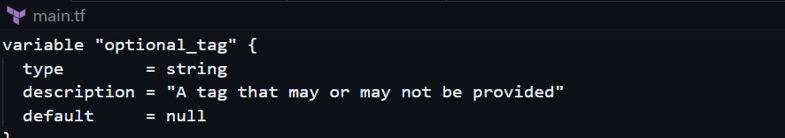 main.tf
variable "optional_tag" {
  type        = string
  description = "A tag that may or may not be provided"
  default     = null
}